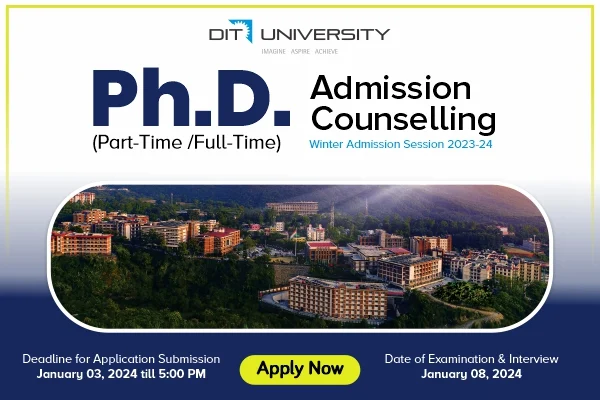 DIT UNIVERSITY
IMAGINE ASPIRE ACHIEVE
Ph.D.
(Part-Time /Full-Time)
Admission
Counselling
Winter Admission Session 2023-24
Deadline for Application Submission
January 03, 2024 till 5:00 PM
Apply Now
Date of Examination & Interview
January 08, 2024